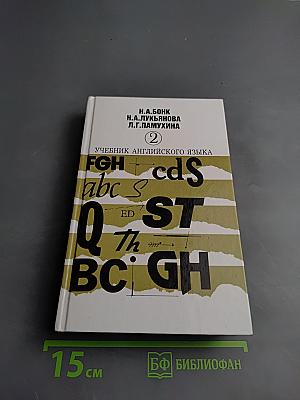 Н.А.БОНК
Н.А.ЛУКЬЯНОВА
Л.Г.ПАМУХИНА
2
УЧЕБНИК АНГЛИЙСКОГО ЯЗЫКА
FGH cdS
abc S
Q ED ST
Th
BC GH
15 см БФ БИБЛИОФАН